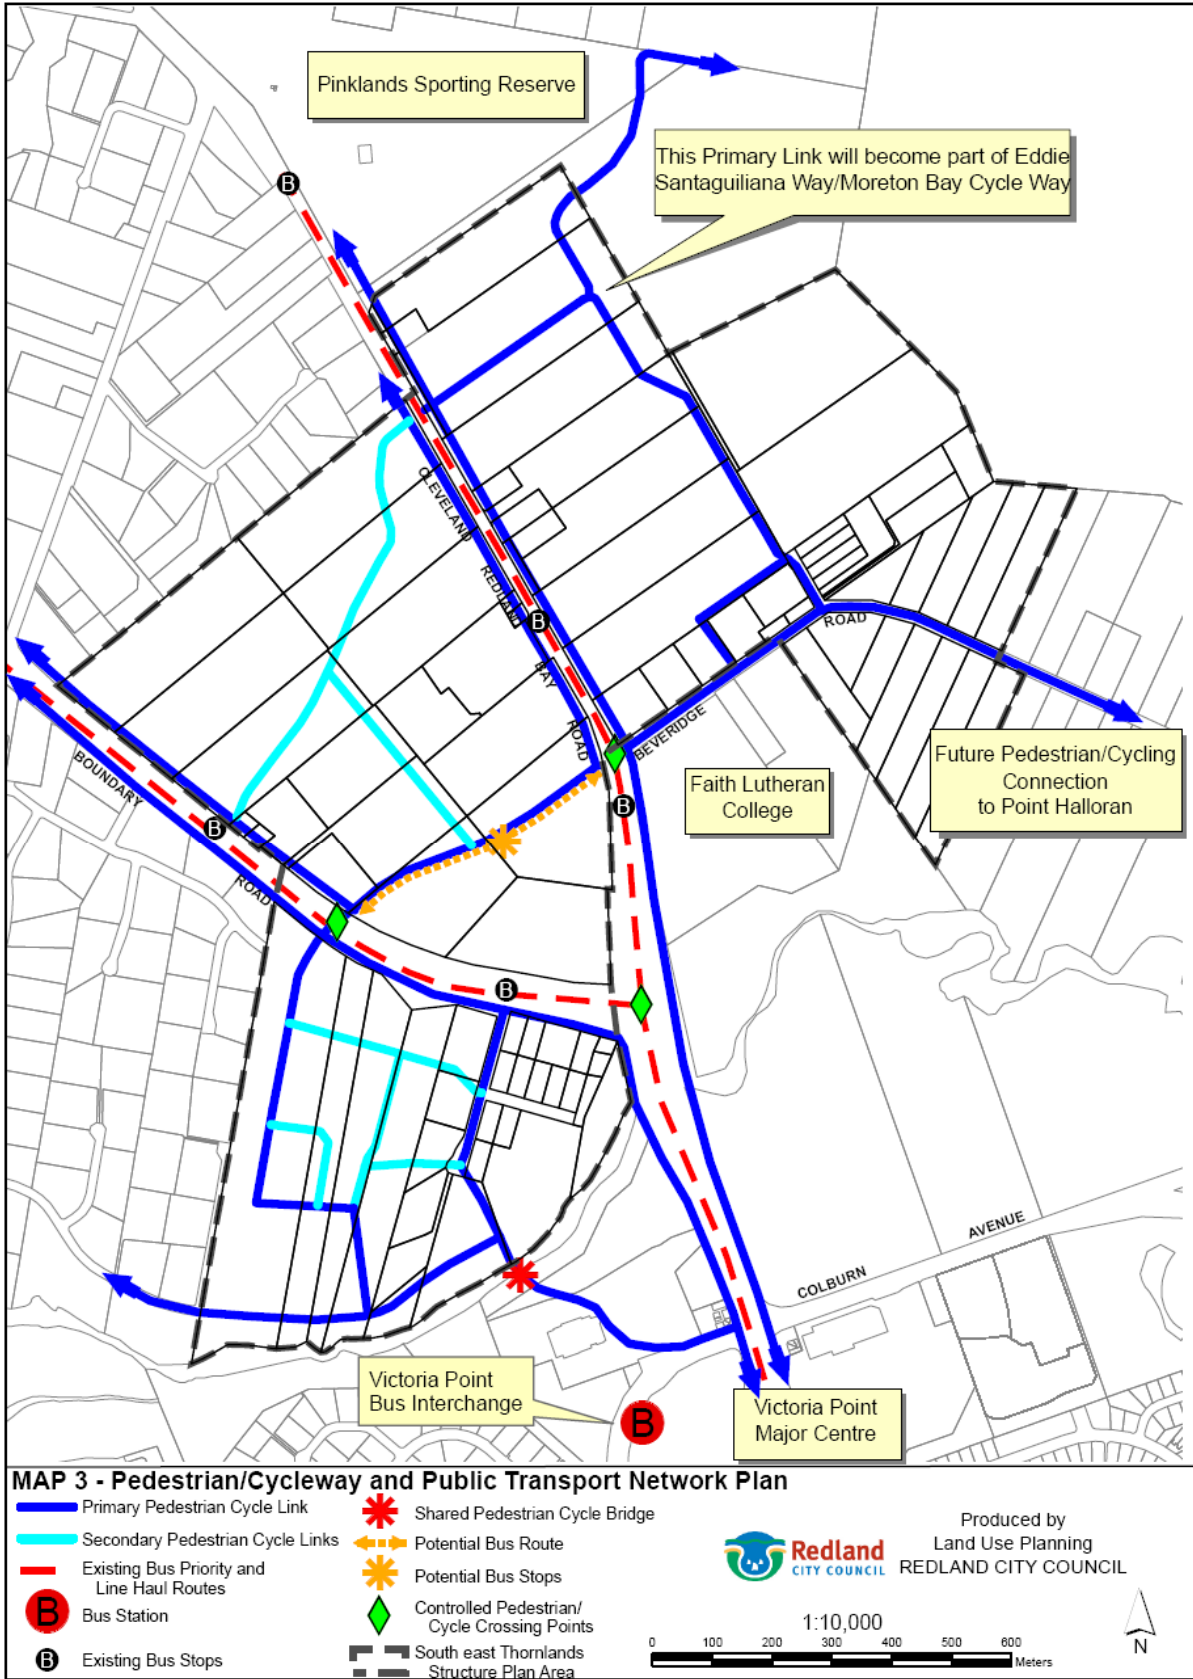 Pinklands Sporting Reserve
This Primary Link will become part of Eddie
Santaguiliana Way/Moreton Bay Cycle Way
B
CLEVELAND
REDLAND
BAY
ROAD
B
ROAD
BEVERIDGE
Future Pedestrian/Cycling
Connection
to Point Halloran
Faith Lutheran
College
BOUNDARY
ROAD
B
B
B
AVENUE
COLBURN
Victoria Point
Bus Interchange
B
Victoria Point
Major Centre
MAP 3 - Pedestrian/Cycleway and Public Transport Network Plan
Primary Pedestrian Cycle Link
Secondary Pedestrian Cycle Links
Existing Bus Priority and
Line Haul Routes
B
Bus Station
B
Existing Bus Stops
Shared Pedestrian Cycle Bridge
Potential Bus Route
Potential Bus Stops
Controlled Pedestrian/
Cycle Crossing Points
South east Thornlands
Structure Plan Area
Redland
CITY COUNCIL
Produced by
Land Use Planning
REDLAND CITY COUNCIL
1:10,000
0 100 200 300 400 500 600
Meters
N